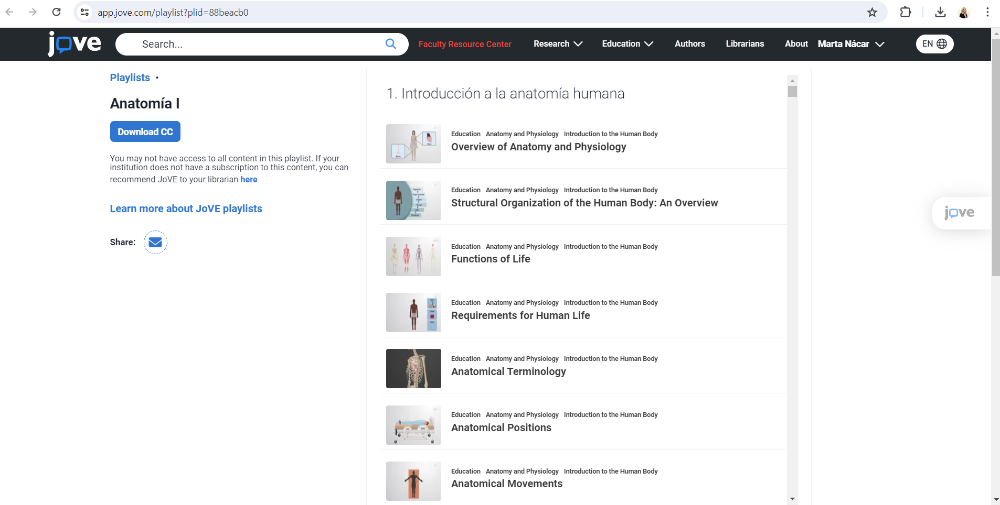 app.jove.com/playlist?plid=88beacb0
jove
Search...
Faculty Resource Center
Research
Education
Authors
Librarians
About
Marta Nácar
EN
Playlists •
Anatomía I
Download CC
You may not have access to all content in this playlist. If your
institution does not have a subscription to this content, you can
recommend JoVE to your librarian here
Learn more about JoVE playlists
Share:
1. Introducción a la anatomía humana
Education Anatomy and Physiology Introduction to the Human Body
Overview of Anatomy and Physiology
Education Anatomy and Physiology Introduction to the Human Body
Structural Organization of the Human Body: An Overview
Education Anatomy and Physiology Introduction to the Human Body
Functions of Life
Education Anatomy and Physiology Introduction to the Human Body
Requirements for Human Life
Education Anatomy and Physiology Introduction to the Human Body
Anatomical Terminology
Education Anatomy and Physiology Introduction to the Human Body
Anatomical Positions
Education Anatomy and Physiology Introduction to the Human Body
Anatomical Movements
jove